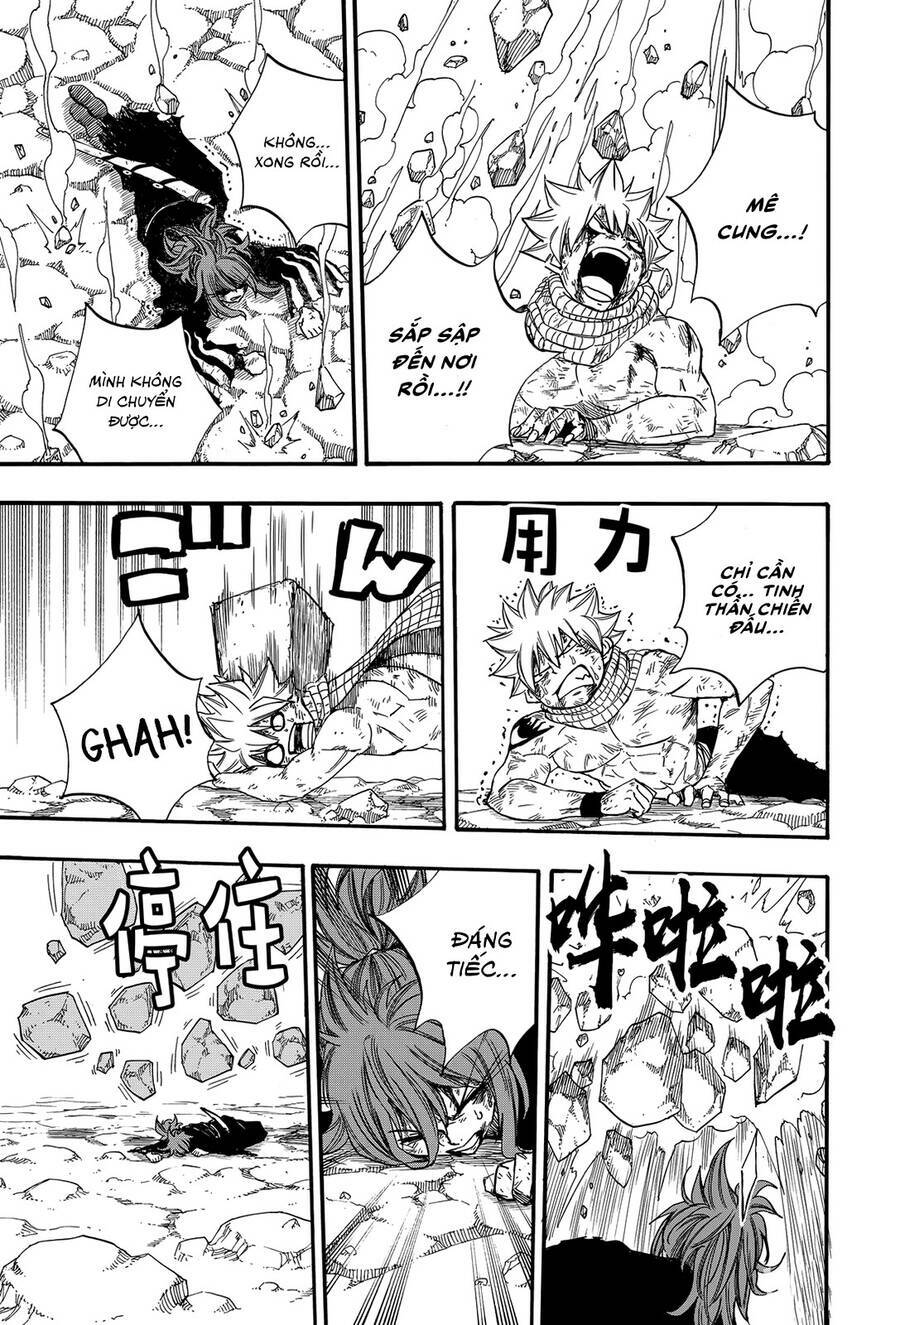 MÊ
CUNG...!
SẮP SẬP
ĐẾN NƠI
RỒI...!!
KHÔNG...
XONG RỒI...
MÌNH KHÔNG
DI CHUYỂN
ĐƯỢC...
用力
CHỈ CẦN
CÓ... TINH
THẦN CHIẾN
ĐẤU...
GHAH!
哗啦啦
ĐÁNG
TIẾC...
停住